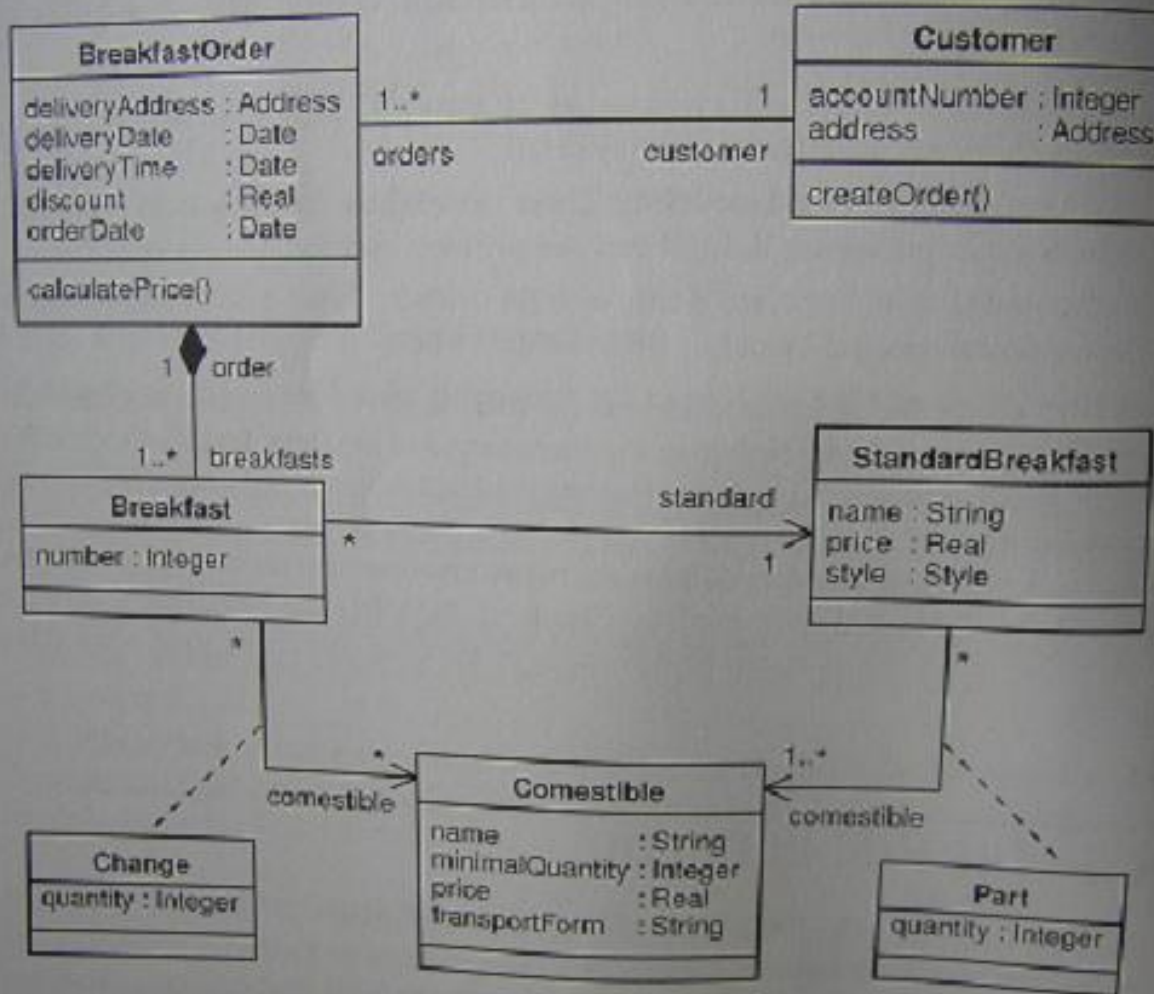 BreakfastOrder
deliveryAddress : Address
deliveryDate : Date
deliveryTime : Date
discount : Real
orderDate : Date
calculatePrice()
1..*
orders
1
customer
Customer
accountNumber : Integer
address : Address
createOrder()
1
order
1..*
breakfasts
Breakfast
number : Integer
*
standard
1
StandardBreakfast
name : String
price : Real
style : Style
*
*
comestible
*
1..*
comestible
Change
quantity : Integer
Comestible
name : String
minimalQuantity : Integer
price : Real
transportForm : String
Part
quantity : Integer